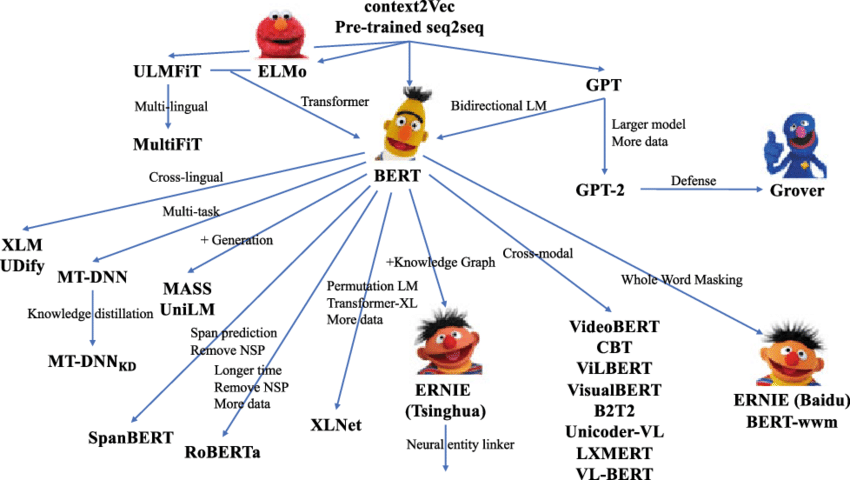 context2Vec
Pre-trained seq2seq
ULMFiT
ELMo
GPT
Multi-lingual
Transformer
Bidirectional LM
Larger model
More data
MultiFiT
BERT
GPT-2
Defense
Grover
Cross-lingual
Multi-task
+ Generation
+Knowledge Graph
Cross-modal
Whole Word Masking
XLM
UDify
MT-DNN
MASS
UniLM
Permutation LM
Transformer-XL
More data
Knowledge distillation
MT-DNNKD
Span prediction
Remove NSP
Longer time
Remove NSP
More data
SpanBERT
RoBERTa
XLNet
ERNIE
(Tsinghua)
Neural entity linker
VideoBERT
CBT
ViLBERT
VisualBERT
B2T2
Unicoder-VL
LXMERT
VL-BERT
ERNIE (Baidu)
BERT-wwm